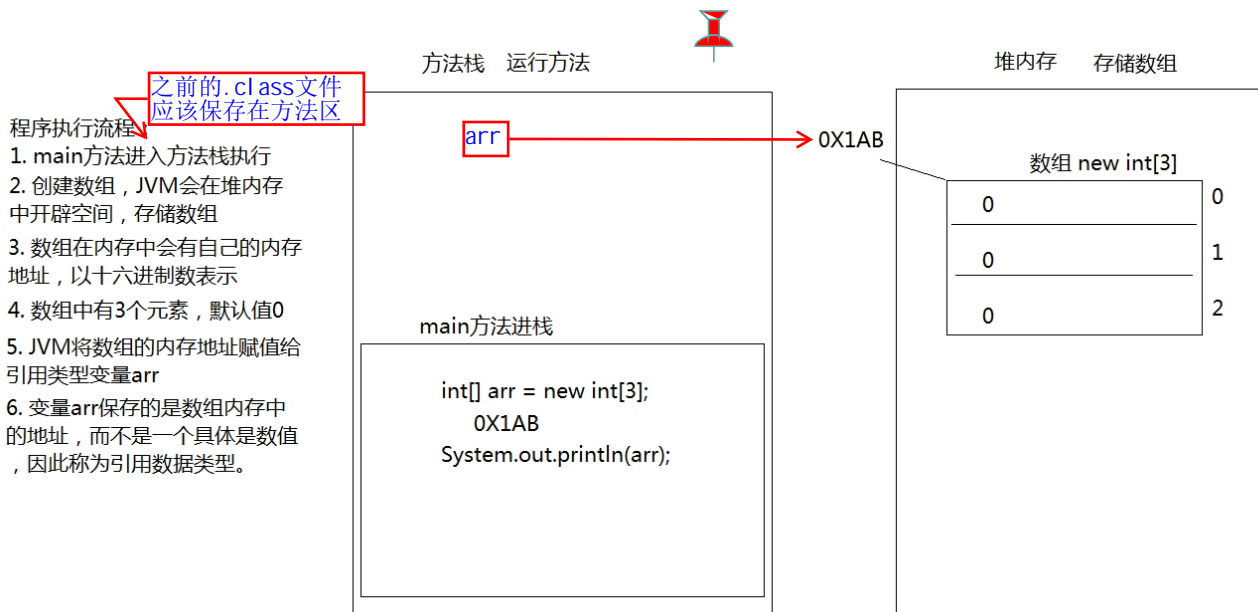 方法栈 运行方法
堆内存 存储数组
之前的.class文件
应该保存在方法区
程序执行流程
1. main方法进入方法栈执行
2. 创建数组，JVM会在堆内存
中开辟空间，存储数组
3. 数组在内存中会有自己的内存
地址，以十六进制数表示
4. 数组中有3个元素，默认值0
5. JVM将数组的内存地址赋值给
引用类型变量arr
6. 变量arr保存的是数组内存中
的地址，而不是一个具体是数值
，因此称为引用数据类型。
arr
0X1AB
main方法进栈
int[] arr = new int[3];
0X1AB
System.out.println(arr);
数组 new int[3]
0 0
0 1
0 2